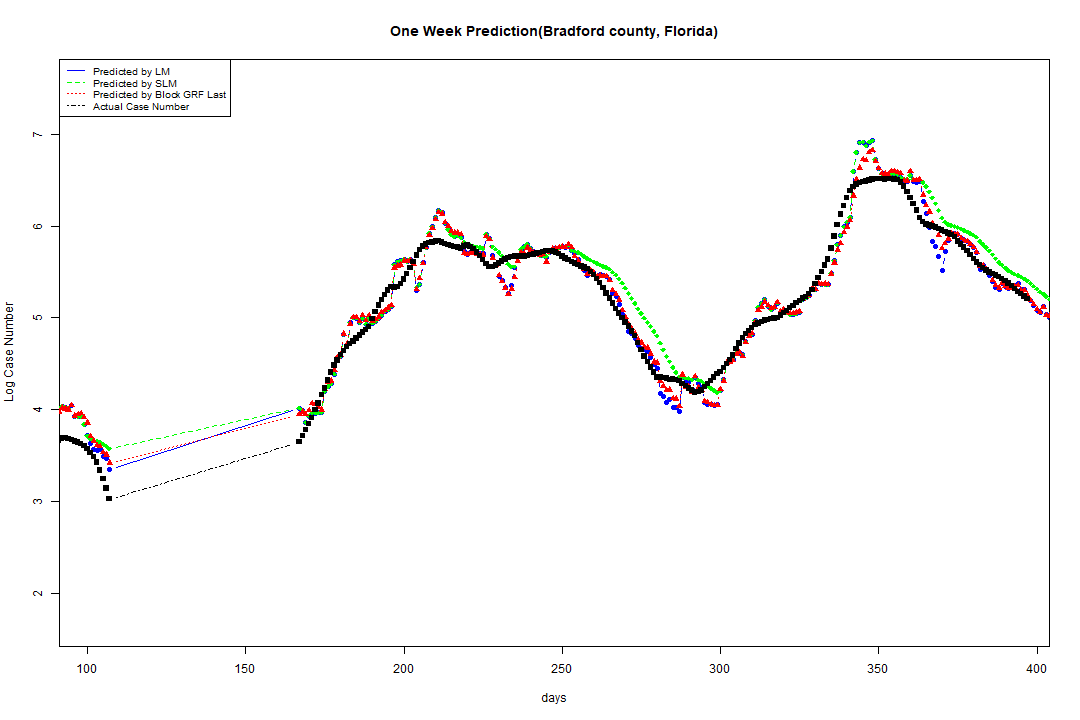 One Week Prediction(Bradford county, Florida)
Predicted by LM
Predicted by SLM
Predicted by Block GRF Last
Actual Case Number
7
6
5
4
3
2
Log Case Number
100 150 200 250 300 350 400
days